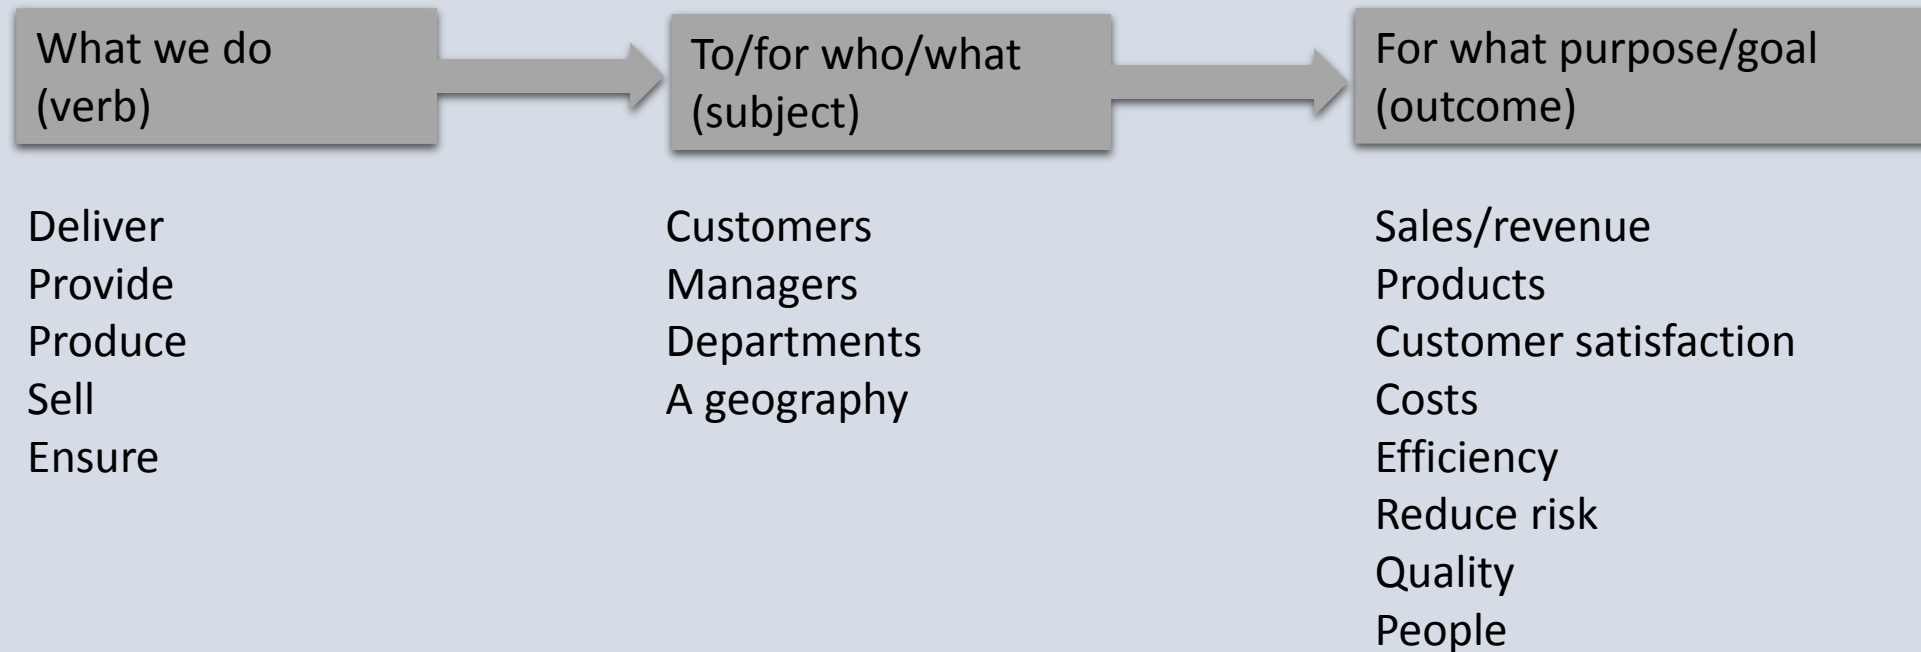 What we do
(verb)
To/for who/what
(subject)
For what purpose/goal
(outcome)
Deliver
Provide
Produce
Sell
Ensure
Customers
Managers
Departments
A geography
Sales/revenue
Products
Customer satisfaction
Costs
Efficiency
Reduce risk
Quality
People